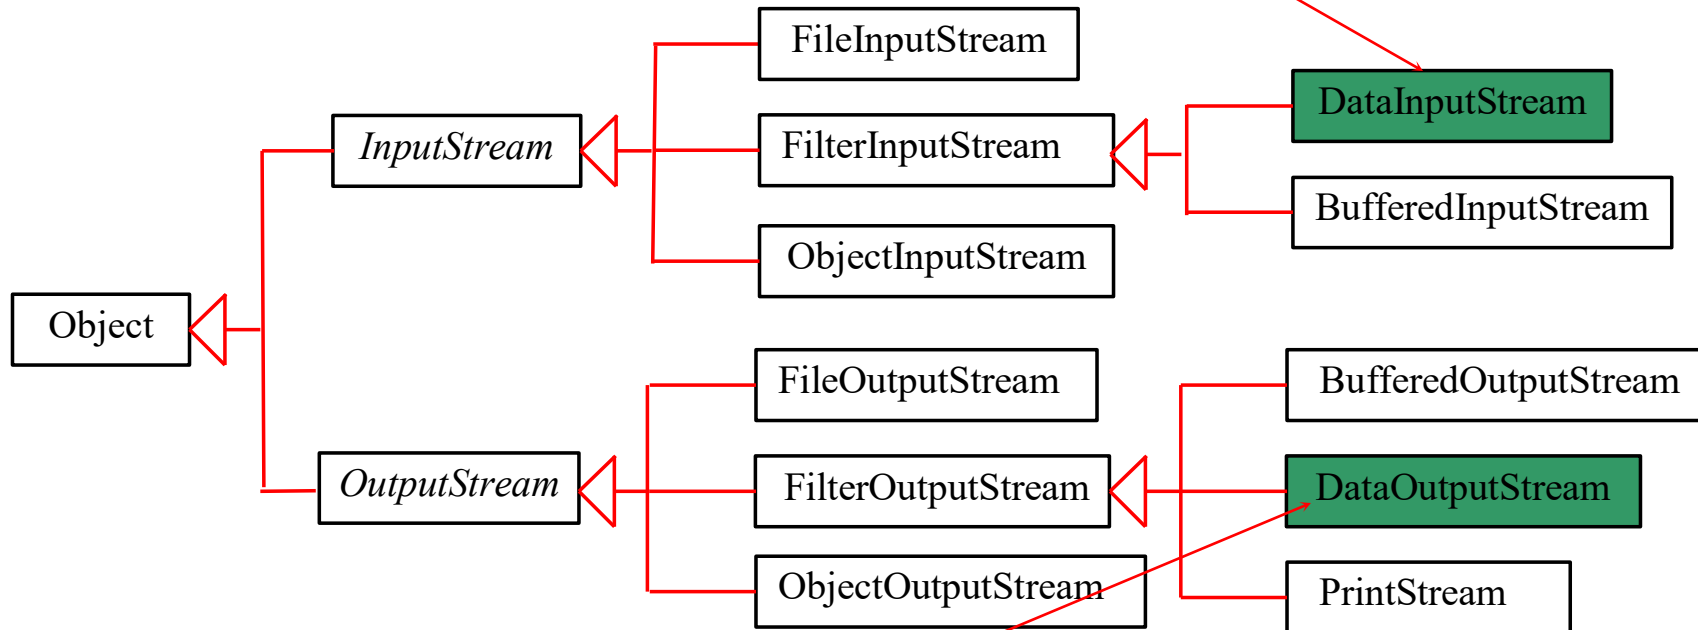 FileInputStream
DataInputStream
InputStream
FilterInputStream
BufferedInputStream
ObjectInputStream
Object
FileOutputStream
BufferedOutputStream
OutputStream
FilterOutputStream
DataOutputStream
ObjectOutputStream
PrintStream